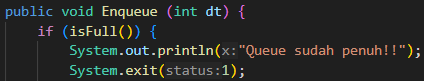 public void Enqueue (int dt) {
if (isFull()) {
System.out.println(x:"Queue sudah penuh!!");
System.exit(status:1);